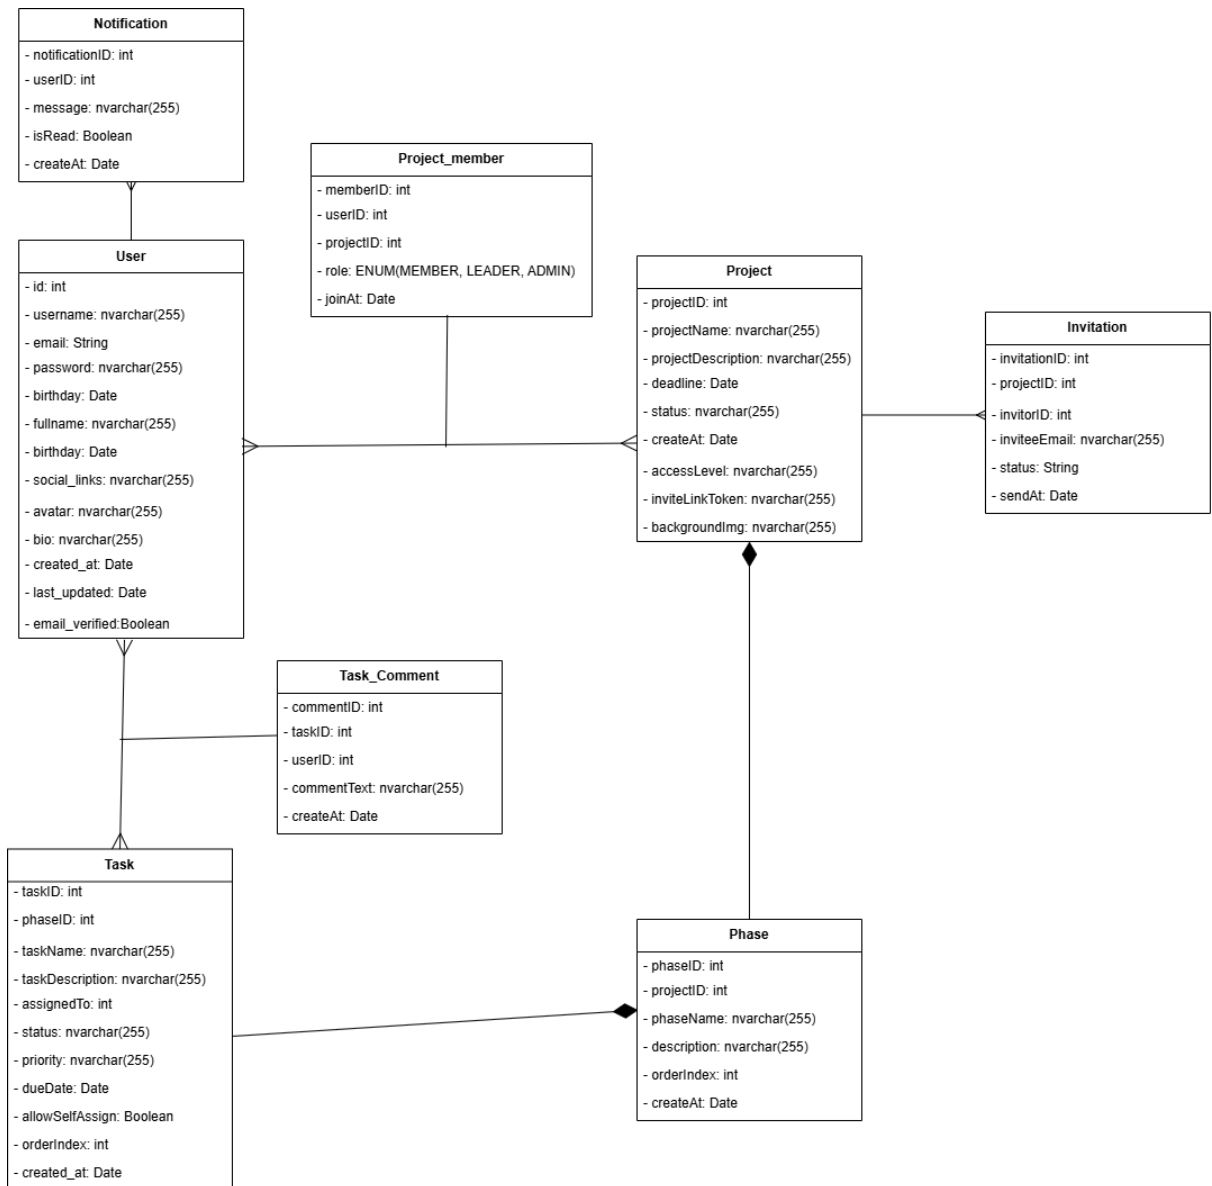 Notification
- notificationID: int
- userID: int
- message: nvarchar(255)
- isRead: Boolean
- createAt: Date
Project_member
- memberID: int
- userID: int
- projectID: int
- role: ENUM(MEMBER, LEADER, ADMIN)
- joinAt: Date
User
- id: int
- username: nvarchar(255)
- email: String
- password: nvarchar(255)
- birthday: Date
- fullname: nvarchar(255)
- birthday: Date
- social_links: nvarchar(255)
- avatar: nvarchar(255)
- bio: nvarchar(255)
- created_at: Date
- last_updated: Date
- email_verified:Boolean
Project
- projectID: int
- projectName: nvarchar(255)
- projectDescription: nvarchar(255)
- deadline: Date
- status: nvarchar(255)
- createAt: Date
- accessLevel: nvarchar(255)
- inviteLinkToken: nvarchar(255)
- backgroundImg: nvarchar(255)
Invitation
- invitationID: int
- projectID: int
- invitorID: int
- inviteeEmail: nvarchar(255)
- status: String
- sendAt: Date
Task_Comment
- commentID: int
- taskID: int
- userID: int
- commentText: nvarchar(255)
- createAt: Date
Task
- taskID: int
- phaseID: int
- taskName: nvarchar(255)
- taskDescription: nvarchar(255)
- assignedTo: int
- status: nvarchar(255)
- priority: nvarchar(255)
- dueDate: Date
- allowSelfAssign: Boolean
- orderIndex: int
- created_at: Date
Phase
- phaseID: int
- projectID: int
- phaseName: nvarchar(255)
- description: nvarchar(255)
- orderIndex: int
- createAt: Date